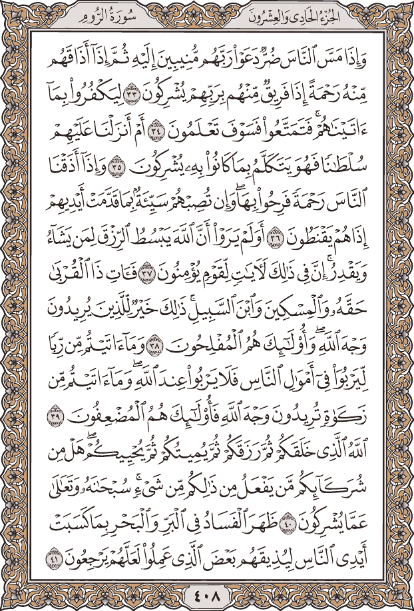 الجزء الحادي والعشرون
سورة الروم
وَإِذَا مَسَّ ٱلنَّاسَ ضُرٌّ دَعَوْا۟ رَبَّهُم مُّنِيبِينَ إِلَيْهِ ثُمَّ إِذَآ أَذَاقَهُم
مِّنْهُ رَحْمَةً إِذَا فَرِيقٌ مِّنْهُم بِرَبِّهِمْ يُشْرِكُونَ ٣٣ لِيَكْفُرُوا۟ بِمَآ
ءَاتَيْنَٰهُمْ ۚ فَتَمَتَّعُوا۟ فَسَوْفَ تَعْلَمُونَ ٣٤ أَمْ أَنزَلْنَا عَلَيْهِمْ
سُلْطَٰنًا فَهُوَ يَتَكَلَّمُ بِمَا كَانُوا۟ بِهِۦ يُشْرِكُونَ ٣٥ وَإِذَآ أَذَقْنَا
ٱلنَّاسَ رَحْمَةً فَرِحُوا۟ بِهَا ۖ وَإِن تُصِبْهُمْ سَيِّئَةٌۢ بِمَا قَدَّمَتْ أَيْدِيهِمْ
إِذَا هُمْ يَقْنَطُونَ ٣٦ أَوَلَمْ يَرَوْا۟ أَنَّ ٱللَّهَ يَبْسُطُ ٱلرِّزْقَ لِمَن يَشَآءُ
وَيَقْدِرُ ۚ إِنَّ فِى ذَٰلِكَ لَءَايَٰتٍ لِّقَوْمٍ يُؤْمِنُونَ ٣٧ فَـَٔاتِ ذَا ٱلْقُرْبَىٰ
حَقَّهُۥ وَٱلْمِسْكِينَ وَٱبْنَ ٱلسَّبِيلِ ۚ ذَٰلِكَ خَيْرٌ لِّلَّذِينَ يُرِيدُونَ
وَجْهَ ٱللَّهِ ۖ وَأُو۟لَٰٓئِكَ هُمُ ٱلْمُفْلِحُونَ ٣٨ وَمَآ ءَاتَيْتُم مِّن رِّبًا
لِّيَرْبُوَا۟ فِىٓ أَمْوَٰلِ ٱلنَّاسِ فَلَا يَرْبُوا۟ عِندَ ٱللَّهِ ۖ وَمَآ ءَاتَيْتُم مِّن
زَكَوٰةٍ تُرِيدُونَ وَجْهَ ٱللَّهِ فَأُو۟لَٰٓئِكَ هُمُ ٱلْمُضْعِفُونَ ٣٩
ٱللَّهُ ٱلَّذِى خَلَقَكُمْ ثُمَّ رَزَقَكُمْ ثُمَّ يُمِيتُكُمْ ثُمَّ يُحْيِيكُمْ ۖ هَلْ مِن
شُرَكَآئِكُم مَّن يَفْعَلُ مِن ذَٰلِكُم مِّن شَىْءٍ ۚ سُبْحَٰنَهُۥ وَتَعَٰلَىٰ
عَمَّا يُشْرِكُونَ ٤٠ ظَهَرَ ٱلْفَسَادُ فِى ٱلْبَرِّ وَٱلْبَحْرِ بِمَا كَسَبَتْ
أَيْدِى ٱلنَّاسِ لِيُذِيقَهُم بَعْضَ ٱلَّذِى عَمِلُوا۟ لَعَلَّهُمْ يَرْجِعُونَ ٤١
٤٠٨